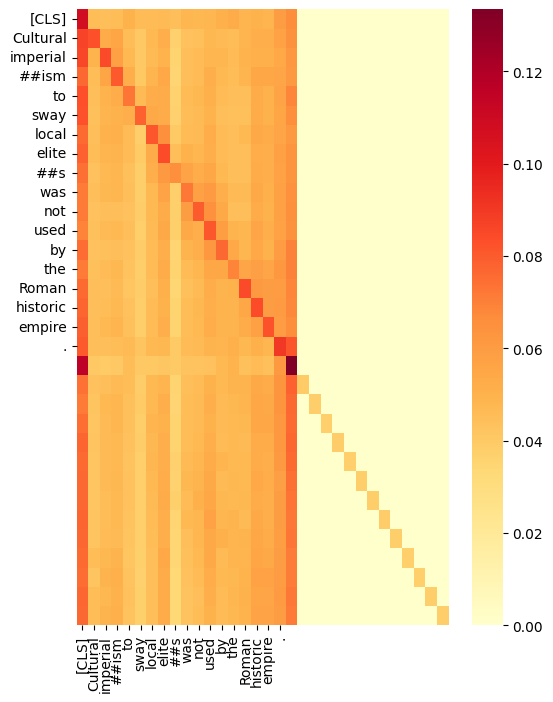 [CLS]
Cultural
imperial
##ism
to
sway
local
elite
##s
was
not
used
by
the
Roman
historic
empire
.
0.12
0.10
0.08
0.06
0.04
0.02
0.00
[CLS]
Cultural
imperial
##ism
to
sway
local
elite
##s
was
not
used
by
the
Roman
historic
empire
.